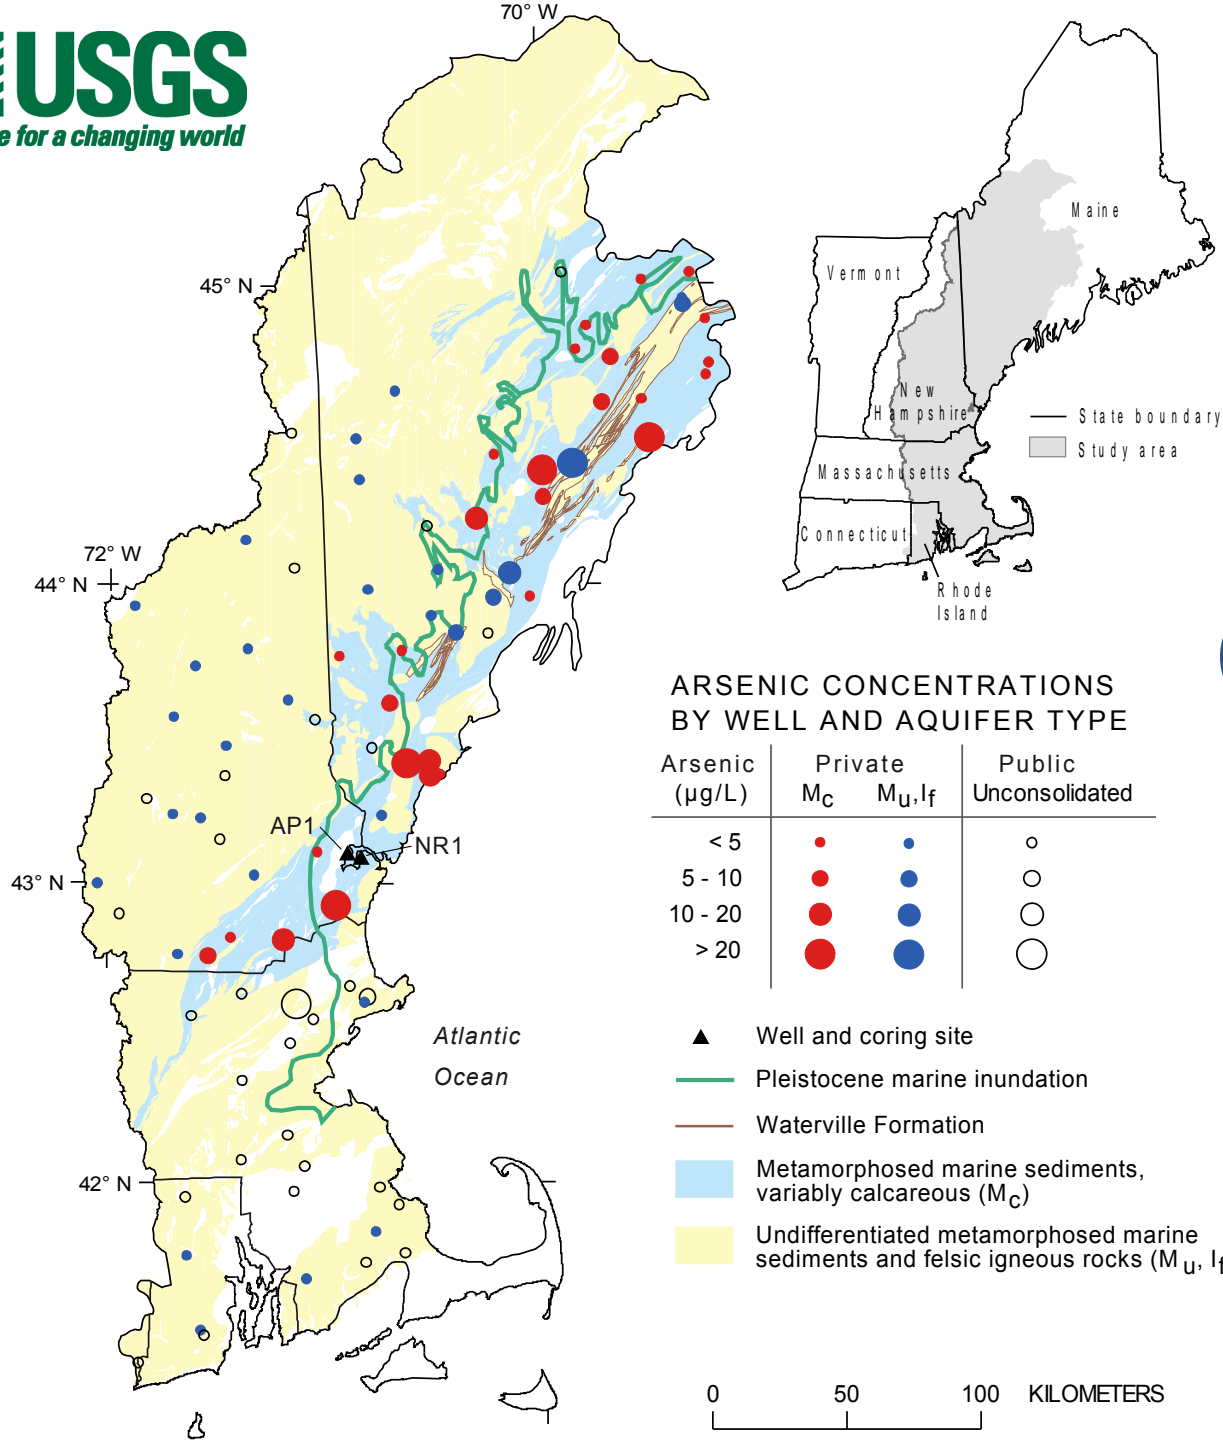 USGS
e for a changing world
70° W
45° N
72° W
44° N
AP1
NR1
43° N
Atlantic
Ocean
42° N
Maine
Vermont
New
Hampshire
Massachusetts
Connecticut
Rhode
Island
State boundary
Study area
ARSENIC CONCENTRATIONS
BY WELL AND AQUIFER TYPE
Arsenic Private Public
(µg/L) Mc Mu,If Unconsolidated
< 5
5 - 10
10 - 20
> 20
Well and coring site
Pleistocene marine inundation
Waterville Formation
Metamorphosed marine sediments,
variably calcareous (Mc)
Undifferentiated metamorphosed marine
sediments and felsic igneous rocks (Mu, If
0 50 100 KILOMETERS